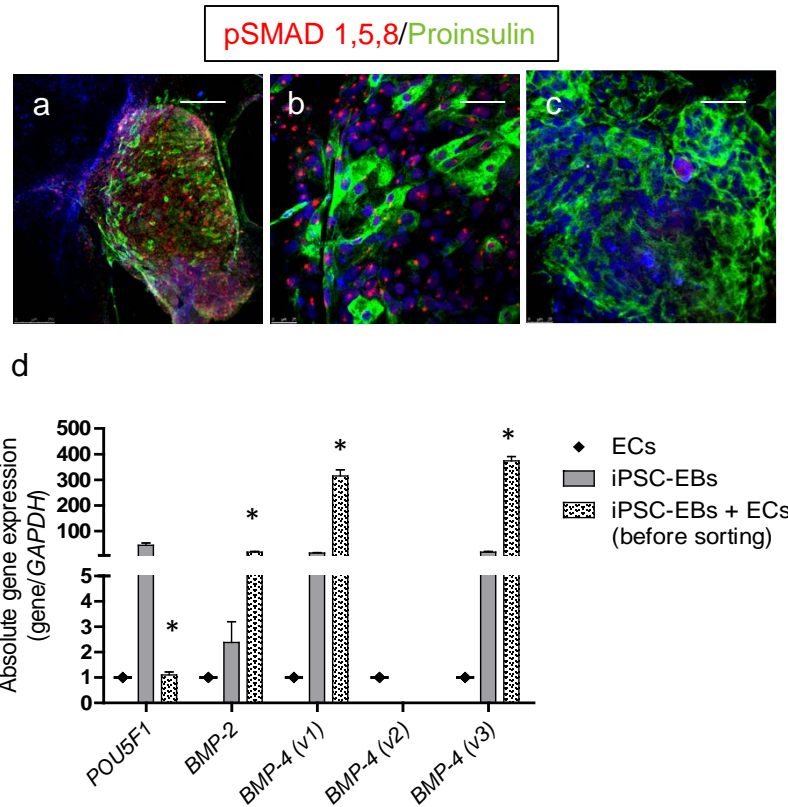 pSMAD 1,5,8/Proinsulin
a
b
c
d
Absolute gene expression
(gene/GAPDH)
500
400
300
200
100
5
4
3
2
1
0
*
*
*
*
POU5F1
BMP-2
BMP-4 (v1)
BMP-4 (v2)
BMP-4 (v3)
ECs
iPSC-EBs
iPSC-EBs + ECs
(before sorting)